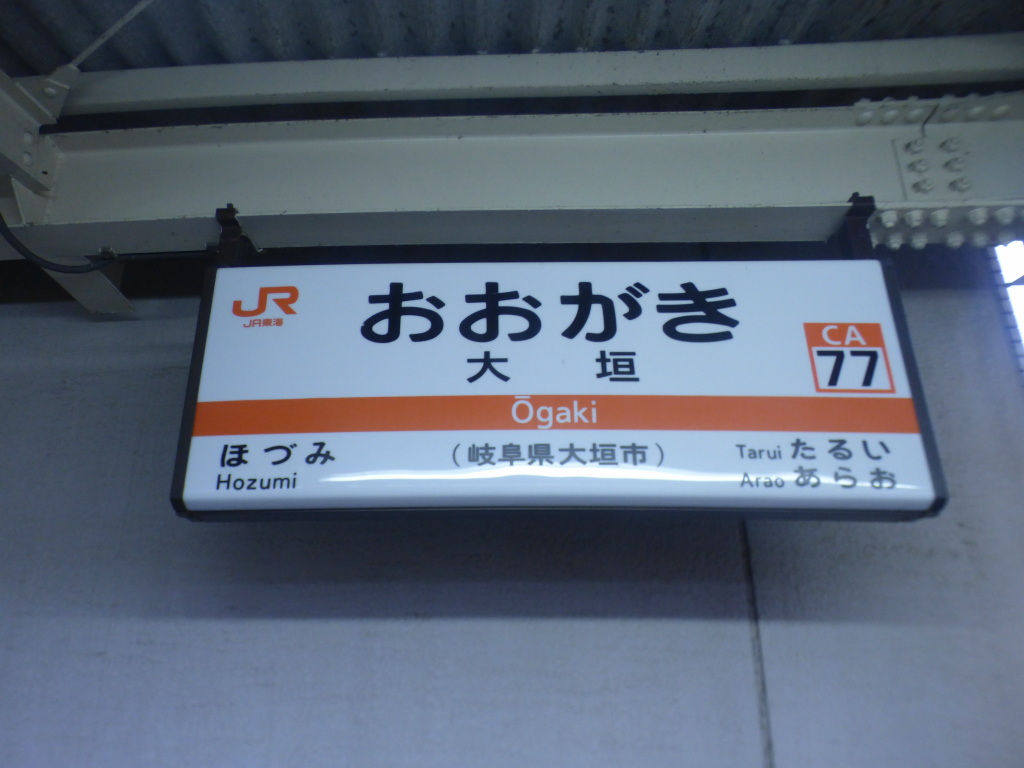 JR
JR東海
おおがき
大垣
CA
77
Ōgaki
ほづみ
Hozumi
（岐阜県大垣市）
Tarui たるい
Arao あらお